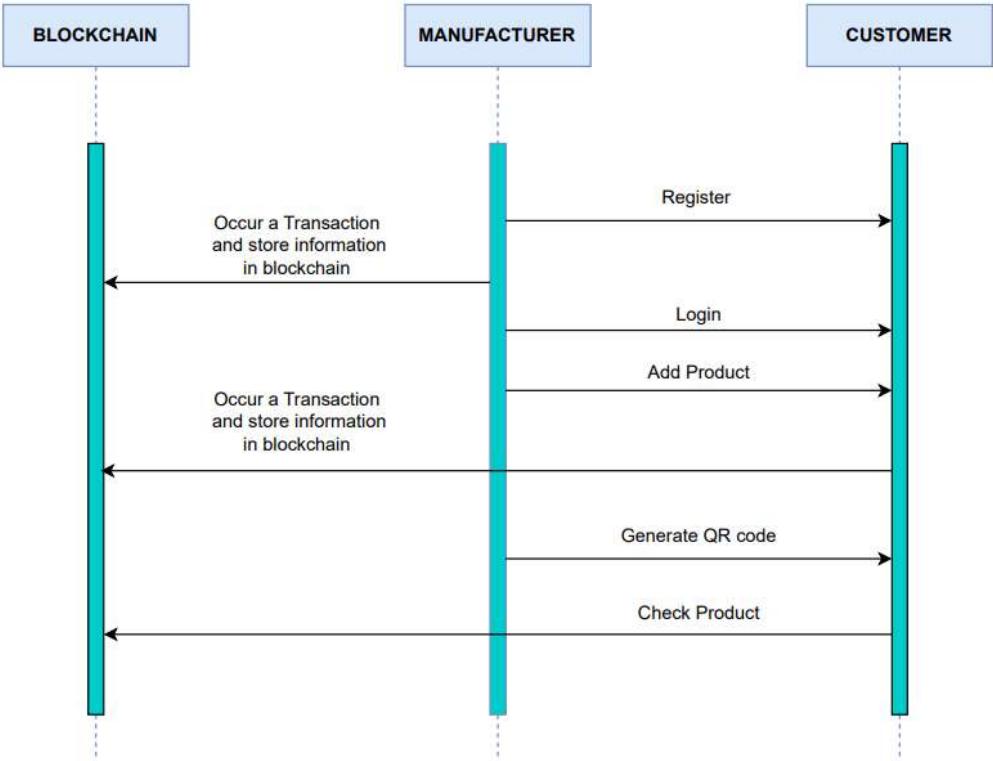 BLOCKCHAIN
MANUFACTURER
CUSTOMER
Register
Occur a Transaction
and store information
in blockchain
Login
Add Product
Occur a Transaction
and store information
in blockchain
Generate QR code
Check Product